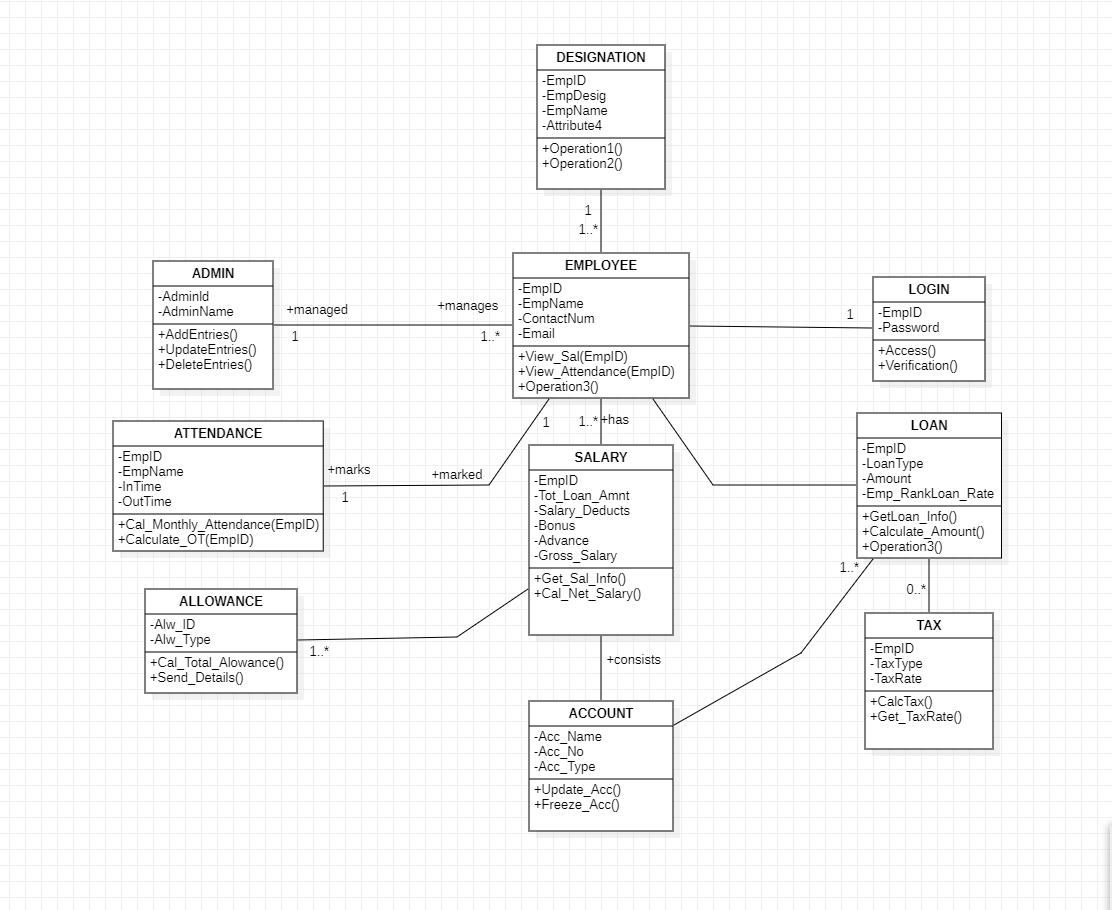 DESIGNATION
-EmpID
-EmpDesig
-EmpName
-Attribute4
+Operation1()
+Operation2()
1
1..*
EMPLOYEE
-EmpID
-EmpName
-ContactNum
-Email
+View_Sal(EmpID)
+View_Attendance(EmpID)
+Operation3()
ADMIN
-AdminId
-AdminName
+AddEntries()
+UpdateEntries()
+DeleteEntries()
+managed
1
+manages
1..*
LOGIN
-EmpID
-Password
+Access()
+Verification()
1
ATTENDANCE
-EmpID
-EmpName
-InTime
-OutTime
+Cal_Monthly_Attendance(EmpID)
+Calculate_OT(EmpID)
+marks
1
+marked
1
1..*
+has
SALARY
-EmpID
-Tot_Loan_Amnt
-Salary_Deducts
-Bonus
-Advance
-Gross_Salary
+Get_Sal_Info()
+Cal_Net_Salary()
LOAN
-EmpID
-LoanType
-Amount
-Emp_RankLoan_Rate
+GetLoan_Info()
+Calculate_Amount()
+Operation3()
1..*
0..*
ALLOWANCE
-Alw_ID
-Alw_Type
+Cal_Total_Alowance()
+Send_Details()
1..*
+consists
TAX
-EmpID
-TaxType
-TaxRate
+CalcTax()
+Get_TaxRate()
ACCOUNT
-Acc_Name
-Acc_No
-Acc_Type
+Update_Acc()
+Freeze_Acc()